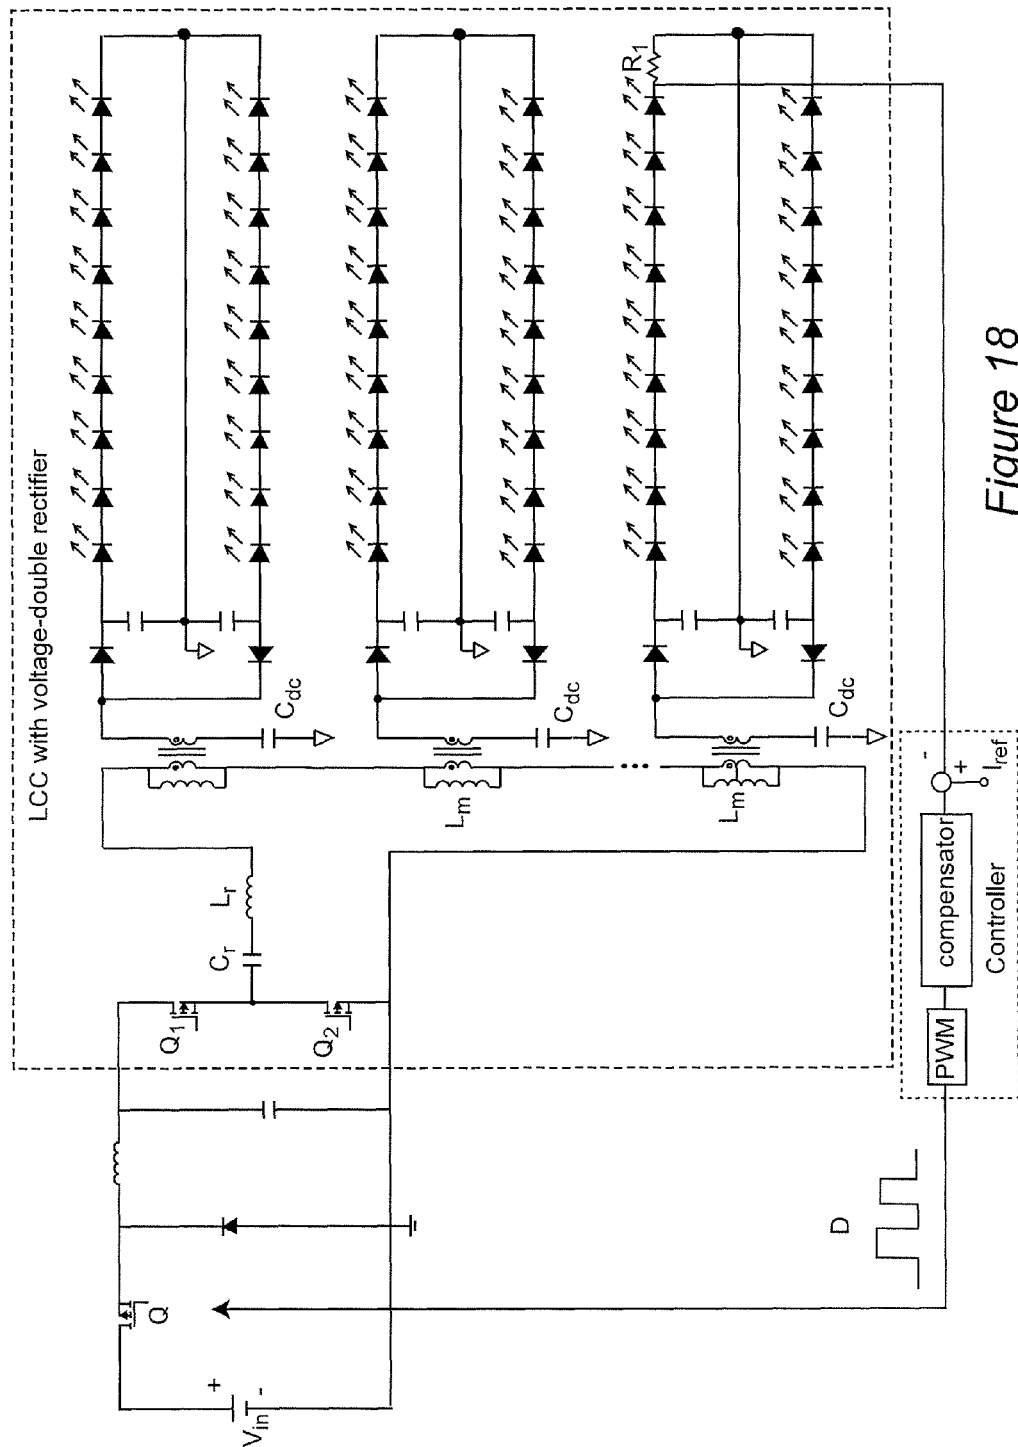 LCC with voltage-double rectifier
R1
Cdc
Cdc
Cdc
Lm
Lm
Lr
Cr
Q1
Q2
Q
Vin
+
-
D
-
+
Iref
compensator
PWM
Controller
Figure 18